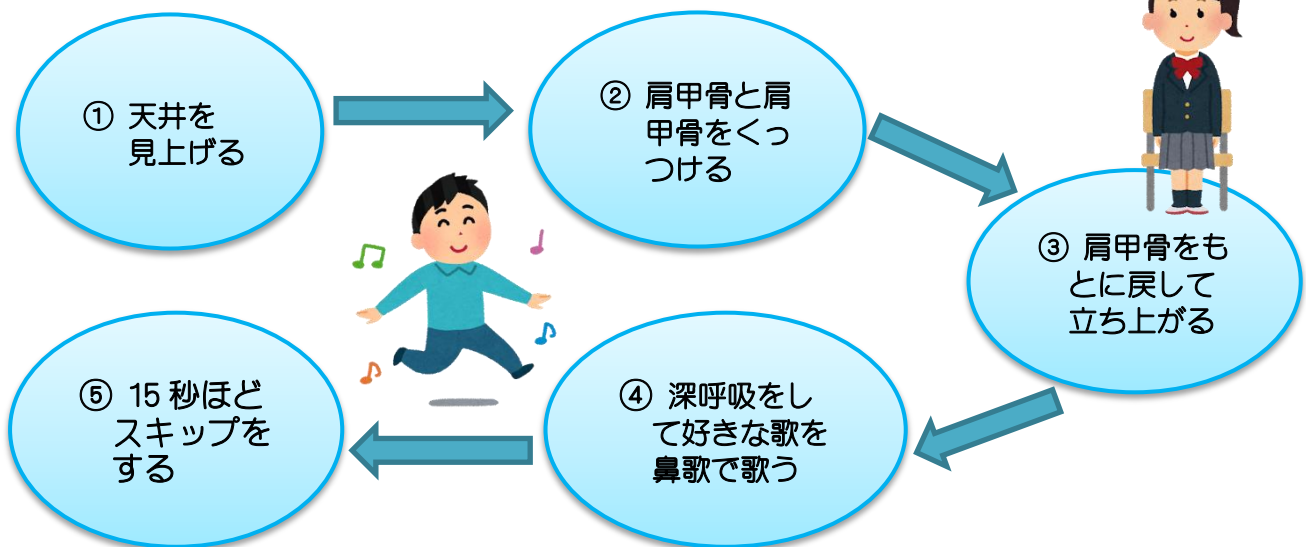 ① 天井を
見上げる
② 肩甲骨と肩
甲骨をくっ
つける
③ 肩甲骨をも
とに戻して
立ち上がる
④ 深呼吸をし
て好きな歌を
鼻歌で歌う
⑤ 15 秒ほど
スキップを
する